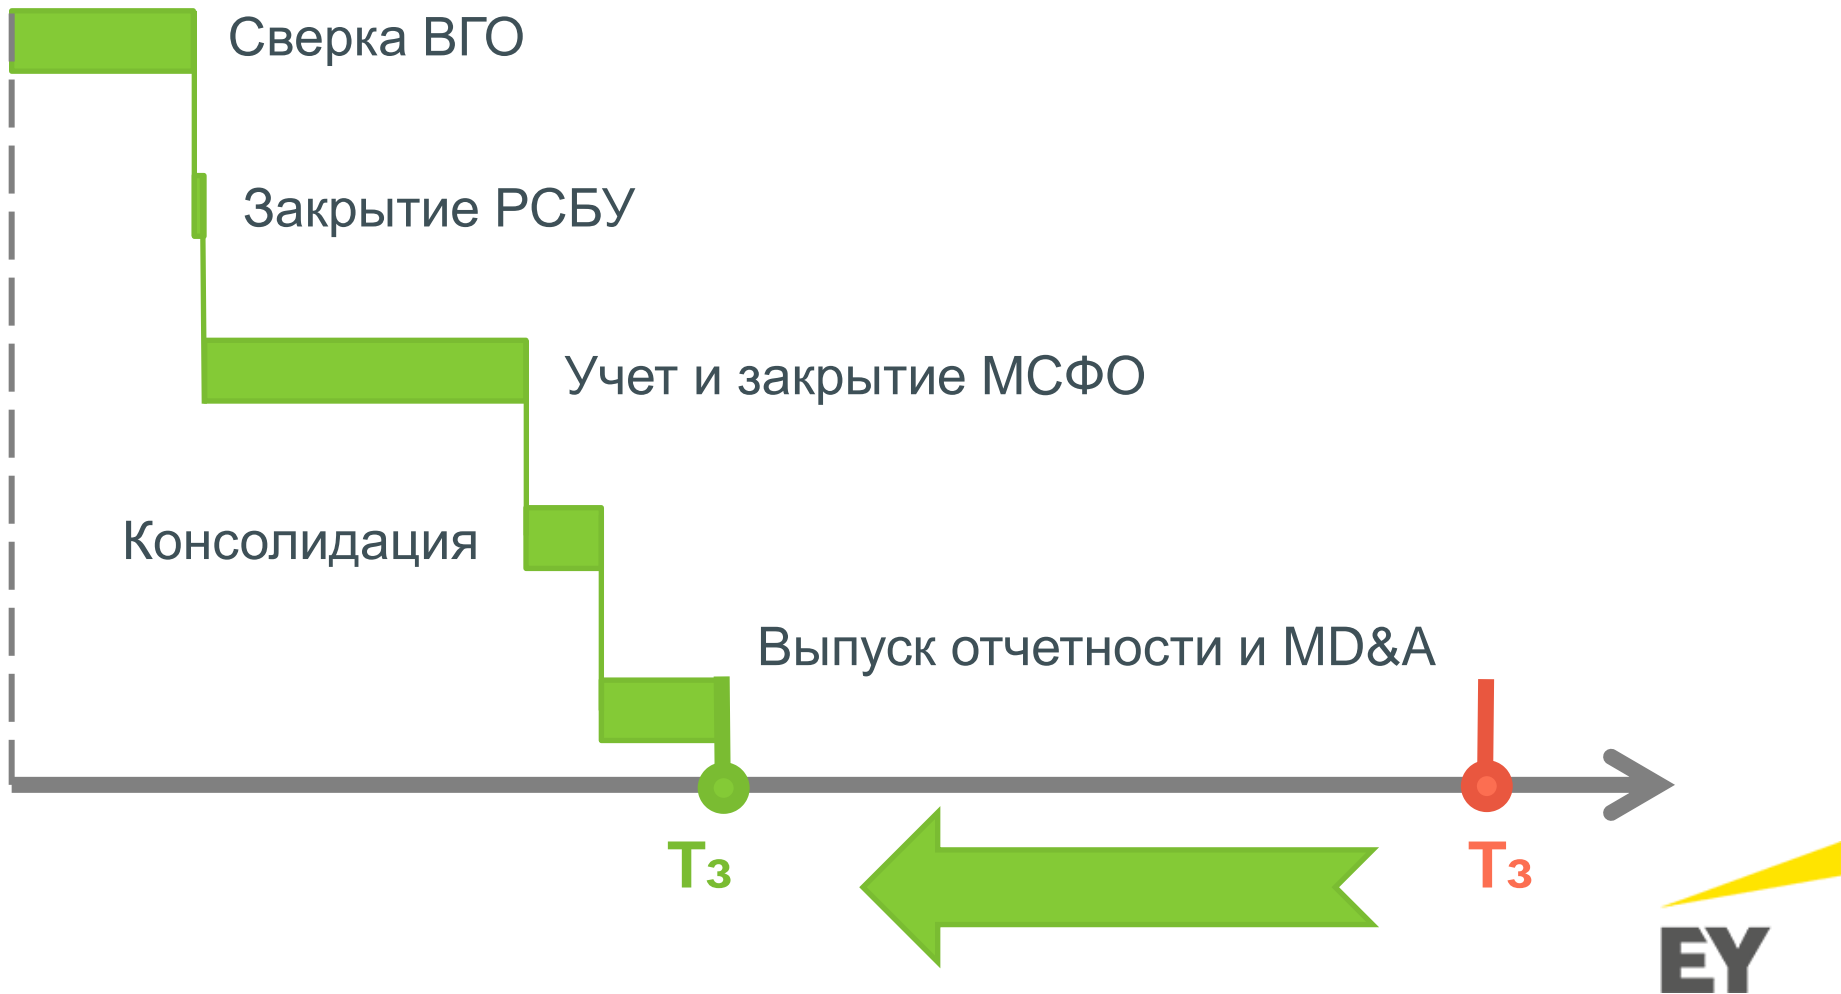 Сверка ВГО
Закрытие РСБУ
Учет и закрытие МСФО
Консолидация
Выпуск отчетности и MD&A
Тз Тз
EY